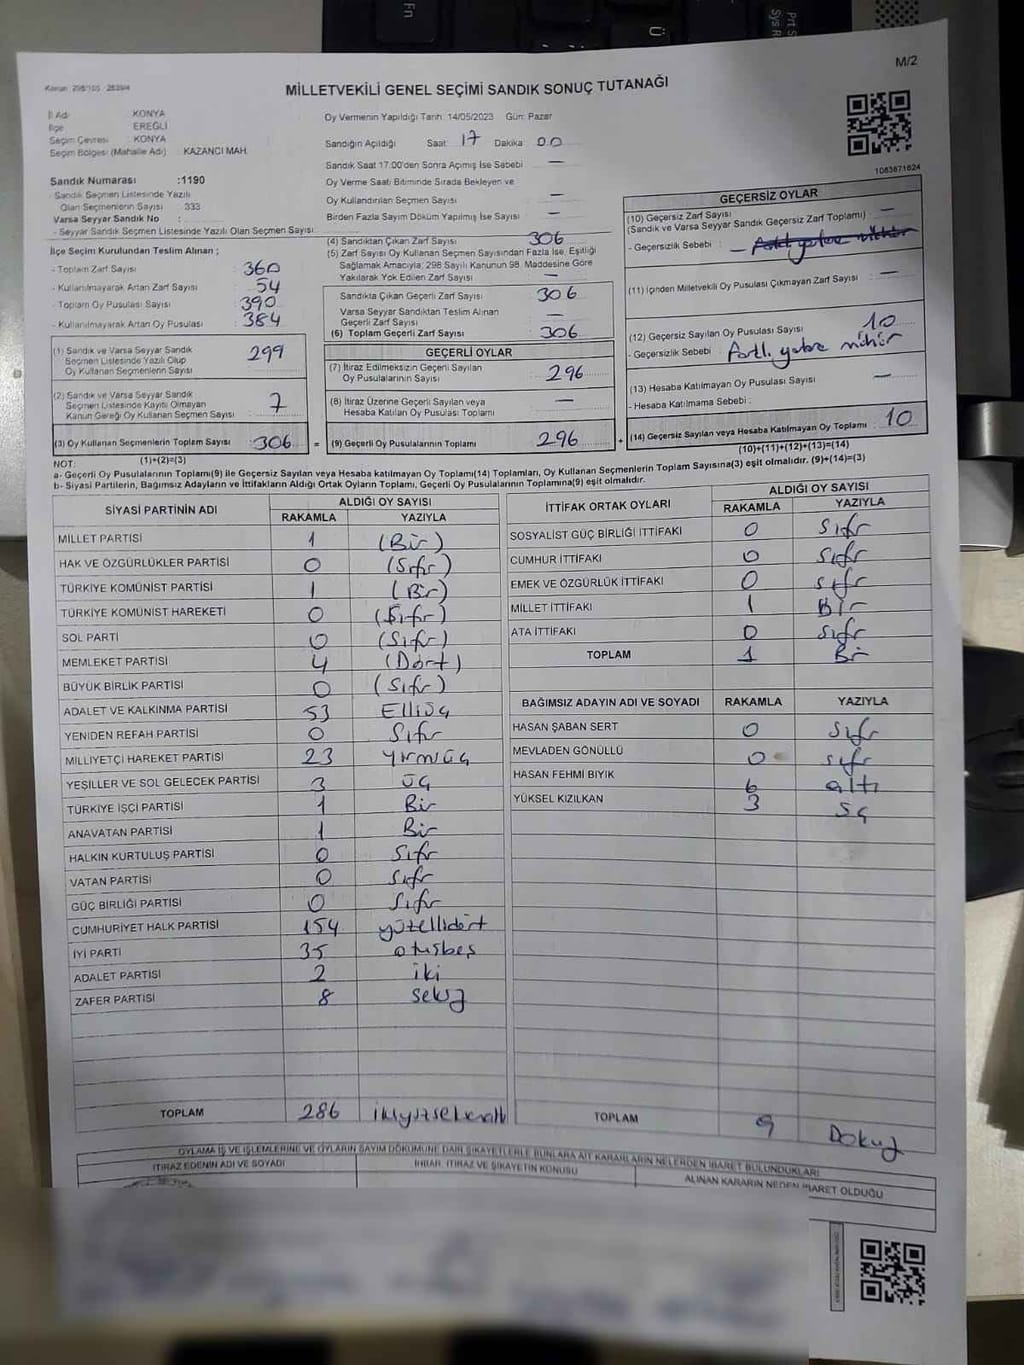 Fn
Ü
Prt S
Sys R
M/2
Kanun 298/105 2839/4
MİLLETVEKİLİ GENEL SEÇİMİ SANDIK SONUÇ TUTANAĞI
İl Adı KONYA
İlçe EREĞLİ
Seçim Çevresi KONYA
Seçim Bölgesi (Mahalle Adı) : KAZANCI MAH.
Oy Vermenin Yapıldığı Tarih: 14/05/2023 Gün: Pazar
Sandığın Açıldığı Saat: 17 Dakika 00
Sandık Saat 17:00'den Sonra Açımış İse Sebebi —
Oy Verme Saati Bitiminde Sırada Bekleyen ve
Oy Kullandırılan Seçmen Sayısı —
Birden Fazla Sayım Döküm Yapılmış İse Sayısı —
1083671624
Sandık Numarası :1190
- Sandık Seçmen Listesinde Yazılı
Olan Seçmenlerin Sayısı : 333
Varsa Seyyar Sandık No :
- Seyyar Sandık Seçmen Listesinde Yazılı Olan Seçmen Sayısı :
İlçe Seçim Kurulundan Teslim Alınan ;
- Toplam Zarf Sayısı : 360
- Kullanılmayarak Artan Zarf Sayısı : 54
- Toplam Oy Pusulası Sayısı : 390
- Kullanılmayarak Artan Oy Pusulası : 384
(1) Sandık ve Varsa Seyyar Sandık
Seçmen Listesinde Yazılı Olup
Oy Kullanan Seçmenlerin Sayısı : 299
(2) Sandık ve Varsa Seyyar Sandık
Seçmen Listesinde Kayıtlı Olmayan
Kanun Gereği Oy Kullanan Seçmen Sayısı : 7
(3) Oy Kullanan Seçmenlerin Toplam Sayısı : 306 =
(1)+(2)=(3)
(4) Sandıktan Çıkan Zarf Sayısı 306
(5) Zarf Sayısı Oy Kullanan Seçmen Sayısından Fazla İse, Eşitliği
Sağlamak Amacıyla; 298 Sayılı Kanunun 98. Maddesine Göre
Yakılarak Yok Edilen Zarf Sayısı : —
Sandıkta Çıkan Geçerli Zarf Sayısı : 306
Varsa Seyyar Sandıktan Teslim Alınan
Geçerli Zarf Sayısı : —
(6) Toplam Geçerli Zarf Sayısı : 306
GEÇERLİ OYLAR
(7) İtiraz Edilmeksizin Geçerli Sayılan
Oy Pusulalarının Sayısı : 296
(8) İtiraz Üzerine Geçerli Sayılan veya
Hesaba Katılan Oy Pusulası Toplamı : —
(9) Geçerli Oy Pusulalarının Toplamı : 296 +
GEÇERSİZ OYLAR
(10) Geçersiz Zarf Sayısı
(Sandık ve Varsa Seyyar Sandık Geçersiz Zarf Toplamı) : —
- Geçersizlik Sebebi : —
(11) İçinden Milletvekili Oy Pusulası Çıkmayan Zarf Sayısı : —
(12) Geçersiz Sayılan Oy Pusulası Sayısı : 10
- Geçersizlik Sebebi : mühür
(13) Hesaba Katılmayan Oy Pusulası Sayısı : —
- Hesaba Katılmama Sebebi :
(14) Geçersiz Sayılan veya Hesaba Katılmayan Oy Toplamı : 10
(10)+(11)+(12)+(13)=(14)
NOT:
a- Geçerli Oy Pusulalarının Toplamı(9) ile Geçersiz Sayılan veya Hesaba katılmayan Oy Toplamı(14) Toplamları, Oy Kullanan Seçmenlerin Toplam Sayısına(3) eşit olmalıdır. (9)+(14)=(3)
b- Siyasi Partilerin, Bağımsız Adayların ve İttifakların Aldığı Ortak Oyların Toplamı, Geçerli Oy Pusulalarının Toplamına(9) eşit olmalıdır.
SİYASİ PARTİNİN ADI ALDIĞI OY SAYISI
RAKAMLA YAZIYLA
MİLLET PARTİSİ 1 (Bir)
HAK VE ÖZGÜRLÜKLER PARTİSİ 0 (Sıfır)
TÜRKİYE KOMÜNİST PARTİSİ 1 (Bir)
TÜRKİYE KOMÜNİST HAREKETİ 0 (Sıfır)
SOL PARTİ 0 (Sıfır)
MEMLEKET PARTİSİ 4 (Dört)
BÜYÜK BİRLİK PARTİSİ 0 (Sıfır)
ADALET VE KALKINMA PARTİSİ 53 Elliüç
YENİDEN REFAH PARTİSİ 0 Sıfır
MİLLİYETÇİ HAREKET PARTİSİ 23 yirmiüç
YEŞİLLER VE SOL GELECEK PARTİSİ 3 üç
TÜRKİYE İŞÇİ PARTİSİ 1 Bir
ANAVATAN PARTİSİ 1 Bir
HALKIN KURTULUŞ PARTİSİ 0 Sıfır
VATAN PARTİSİ 0 Sıfır
GÜÇ BİRLİĞİ PARTİSİ 0 Sıfır
CUMHURİYET HALK PARTİSİ 154 yüzellidört
İYİ PARTİ 35 otuzbeş
ADALET PARTİSİ 2 iki
ZAFER PARTİSİ 8 sekiz
TOPLAM 286 ikiyüzseksenaltı
İTTİFAK ORTAK OYLARI ALDIĞI OY SAYISI
RAKAMLA YAZIYLA
SOSYALİST GÜÇ BİRLİĞİ İTTİFAKI 0 Sıfır
CUMHUR İTTİFAKI 0 Sıfır
EMEK VE ÖZGÜRLÜK İTTİFAKI 0 Sıfır
MİLLET İTTİFAKI 1 Bir
ATA İTTİFAKI 0 Sıfır
TOPLAM 1 Bir
BAĞIMSIZ ADAYIN ADI VE SOYADI RAKAMLA YAZIYLA
HASAN ŞABAN SERT 0 Sıfır
MEVLADEN GÖNÜLLÜ 0 Sıfır
HASAN FEHMİ BIYIK 6 altı
YÜKSEL KIZILKAN 3 üç
TOPLAM 9 Dokuz
OYLAMA İŞ VE İŞLEMLERİNE VE OYLARIN SAYIM DÖKÜMÜNE DAİR ŞİKAYETLERLE BUNLARA AİT KARARLARIN NELERDEN İBARET BULUNDUKLARI
İTİRAZ EDENİN ADI VE SOYADI İHBAR, İTİRAZ VE ŞİKAYETİN KONUSU ALINAN KARARIN NEDEN İBARET OLDUĞU